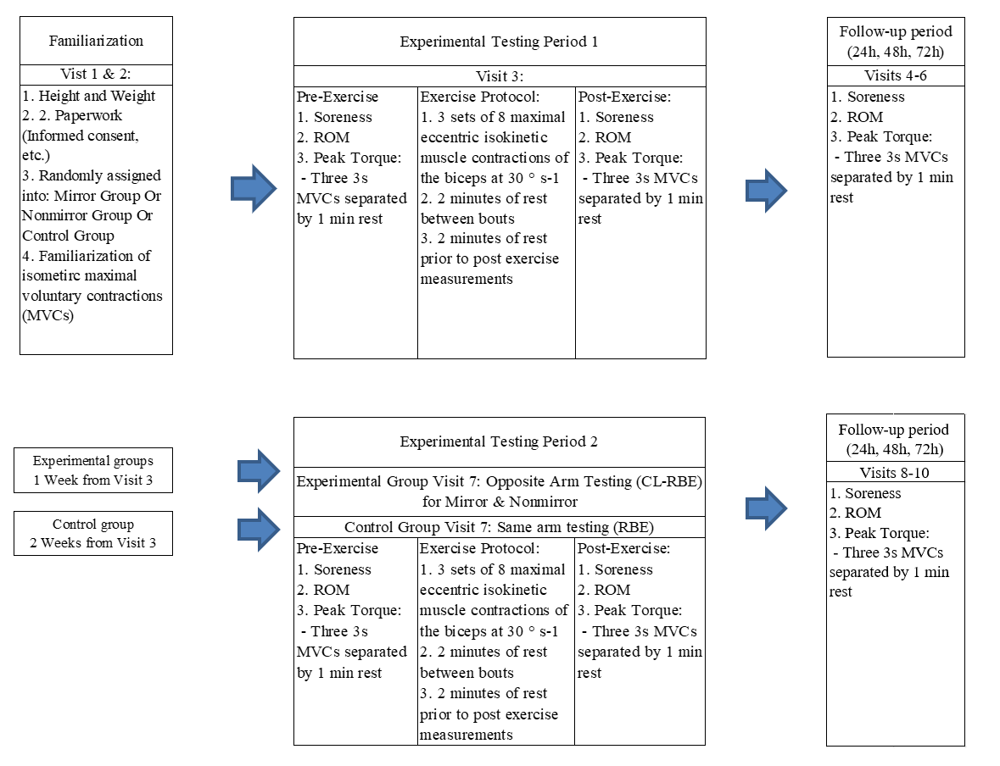 Familiarization
Vist 1 & 2:
1. Height and Weight
2. 2. Paperwork
(Informed consent,
etc.)
3. Randomly assigned
into: Mirror Group Or
Nonmirror Group Or
Control Group
4. Familiarization of
isometirc maximal
voluntary contractions
(MVCs)
Experimental Testing Period 1
Visit 3:
Pre-Exercise
1. Soreness
2. ROM
3. Peak Torque:
- Three 3s
MVCs separated
by 1 min rest
Exercise Protocol:
1. 3 sets of 8 maximal
eccentric isokinetic
muscle contractions of
the biceps at 30 ° s-1
2. 2 minutes of rest
between bouts
3. 2 minutes of rest
prior to post exercise
measurements
Post-Exercise:
1. Soreness
2. ROM
3. Peak Torque:
- Three 3s MVCs
separated by 1 min
rest
Follow-up period
(24h, 48h, 72h)
Visits 4-6
1. Soreness
2. ROM
3. Peak Torque:
- Three 3s MVCs
separated by 1 min
rest
Experimental groups
1 Week from Visit 3
Control group
2 Weeks from Visit 3
Experimental Testing Period 2
Experimental Group Visit 7: Opposite Arm Testing (CL-RBE)
for Mirror & Nonmirror
Control Group Visit 7: Same arm testing (RBE)
Pre-Exercise
1. Soreness
2. ROM
3. Peak Torque:
- Three 3s
MVCs separated
by 1 min rest
Exercise Protocol:
1. 3 sets of 8 maximal
eccentric isokinetic
muscle contractions of
the biceps at 30 ° s-1
2. 2 minutes of rest
between bouts
3. 2 minutes of rest
prior to post exercise
measurements
Post-Exercise:
1. Soreness
2. ROM
3. Peak Torque:
- Three 3s MVCs
separated by 1 min
rest
Follow-up period
(24h, 48h, 72h)
Visits 8-10
1. Soreness
2. ROM
3. Peak Torque:
- Three 3s MVCs
separated by 1 min
rest